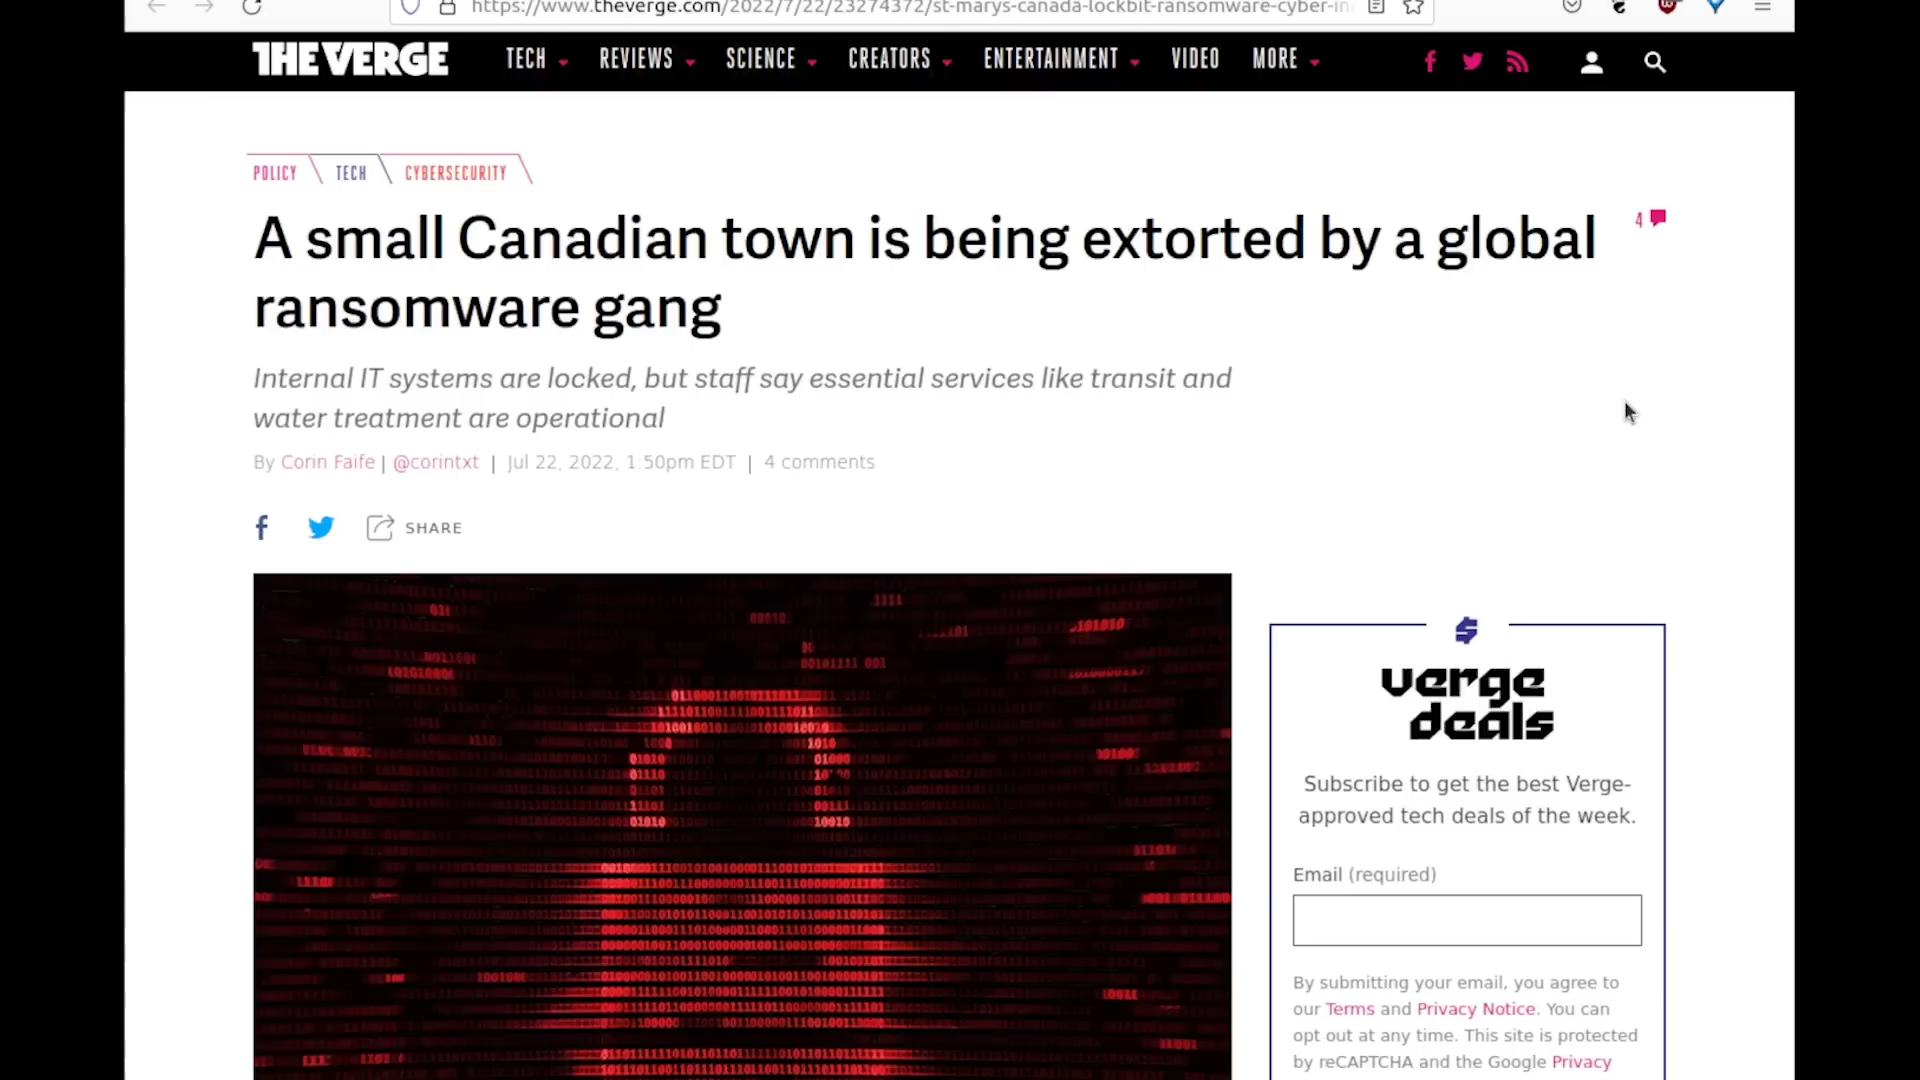 https://www.theverge.com/2022/7/22/23274372/st-marys-canada-lockbit-ransomware-cyber-in
THE VERGE TECH REVIEWS SCIENCE CREATORS ENTERTAINMENT VIDEO MORE
POLICY TECH CYBERSECURITY
A small Canadian town is being extorted by a global
4
ransomware gang
Internal IT systems are locked, but staff say essential services like transit and
water treatment are operational
By Corin Faife | @corintxt | Jul 22, 2022, 1:50pm EDT | 4 comments
SHARE
verge
deals
Subscribe to get the best Verge-
approved tech deals of the week.
Email (required)
By submitting your email, you agree to
our Terms and Privacy Notice. You can
opt out at any time. This site is protected
by reCAPTCHA and the Google Privacy